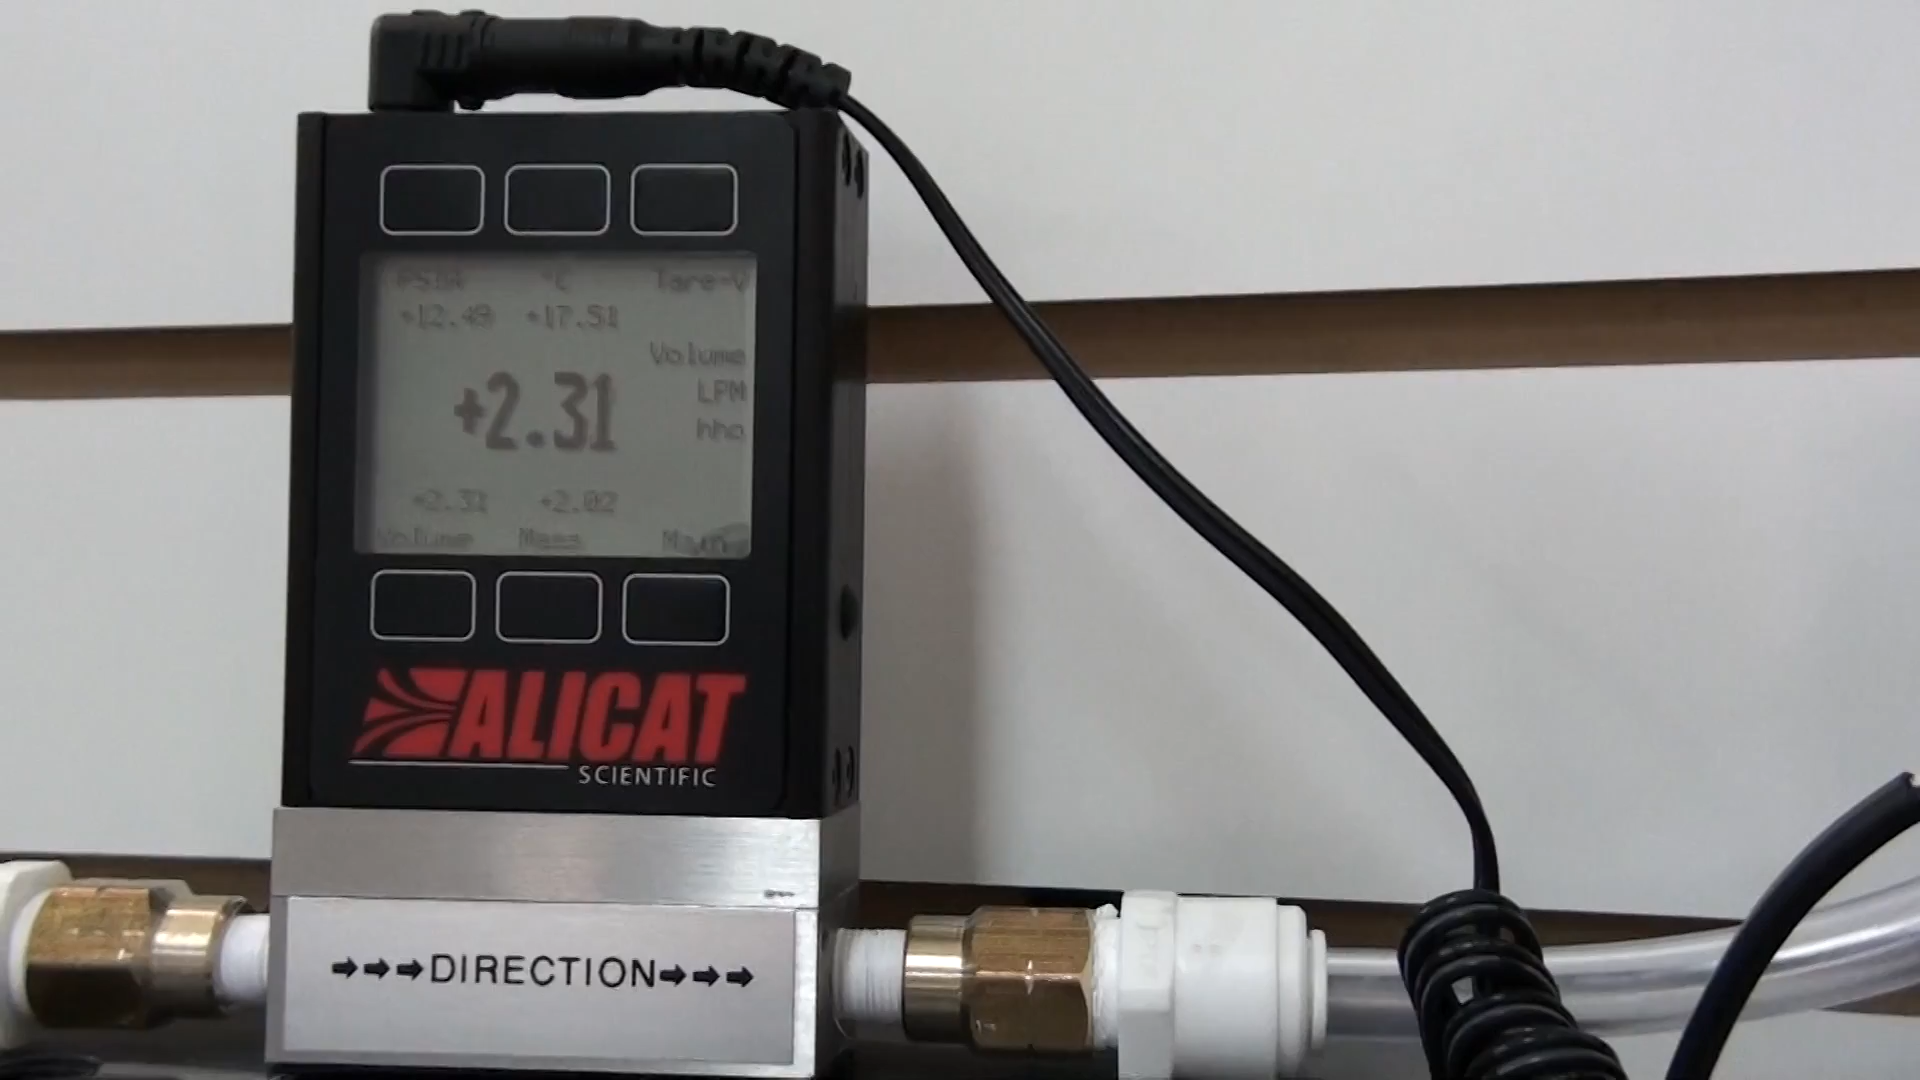 PSIA °C Tare-V
+12.49 +17.51
Volume
LPM
+2.31
hho
+2.31 +2.02
Volume Mass
ALICAT
SCIENTIFIC
DIRECTION